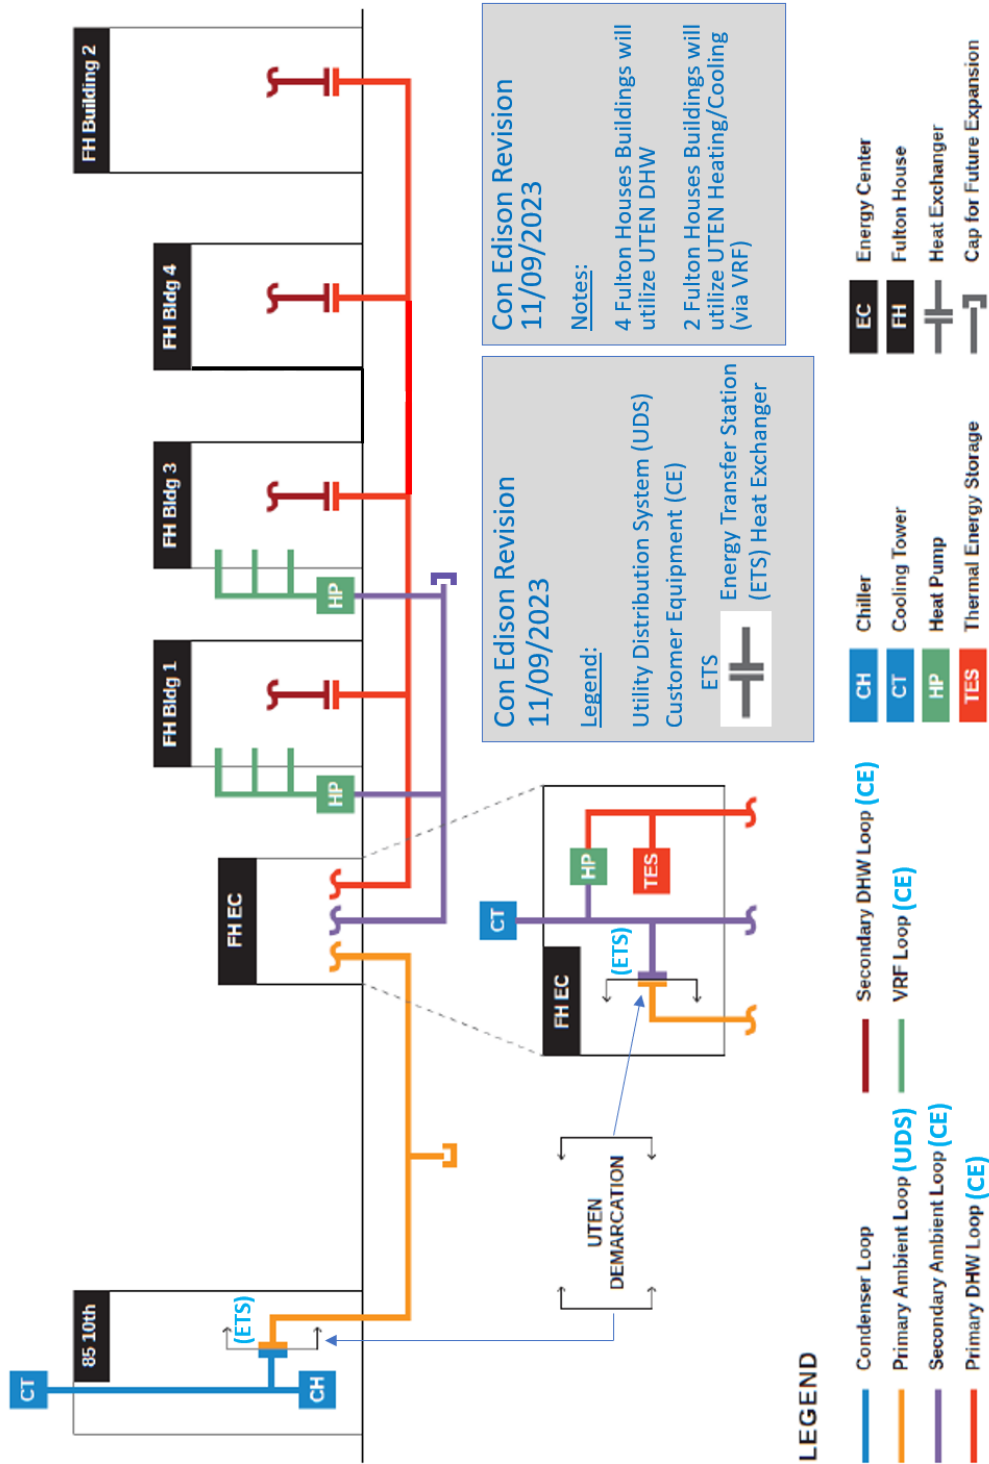 CT
85 10th
(ETS)
CH
FH EC
FH Bldg 1
HP
FH Bldg 3
HP
FH Bldg 4
FH Building 2
UTEN
DEMARCATION
FH EC
(ETS)
CT
HP
TES
Con Edison Revision
11/09/2023
Legend:
Utility Distribution System (UDS)
Customer Equipment (CE)
ETS
Energy Transfer Station
(ETS) Heat Exchanger
Con Edison Revision
11/09/2023
Notes:
4 Fulton Houses Buildings will
utilize UTEN DHW
2 Fulton Houses Buildings will
utilize UTEN Heating/Cooling
(via VRF)
LEGEND
Condenser Loop
Primary Ambient Loop (UDS)
Secondary Ambient Loop (CE)
Primary DHW Loop (CE)
Secondary DHW Loop (CE)
VRF Loop (CE)
CH Chiller
CT Cooling Tower
HP Heat Pump
TES Thermal Energy Storage
EC Energy Center
FH Fulton House
Heat Exchanger
Cap for Future Expansion